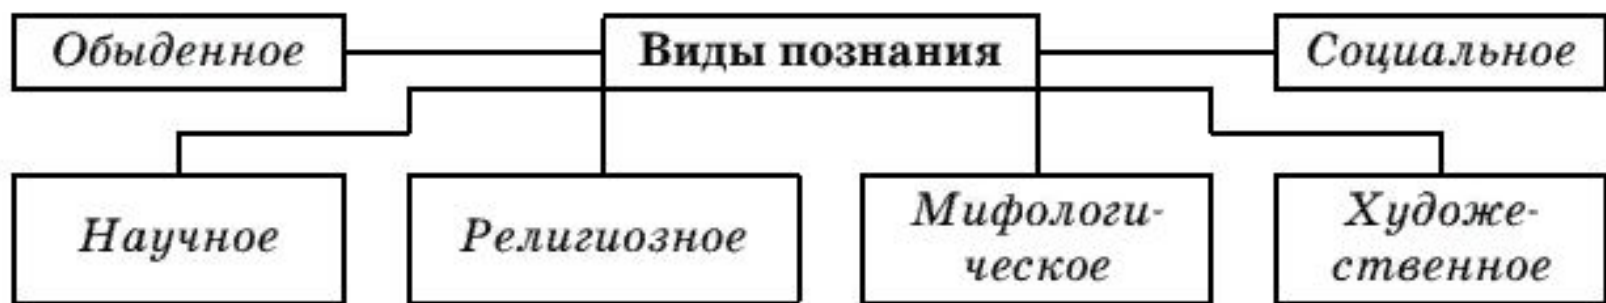 Обыденное
Виды познания
Социальное
Научное
Религиозное
Мифологи-
ческое
Художе-
ственное